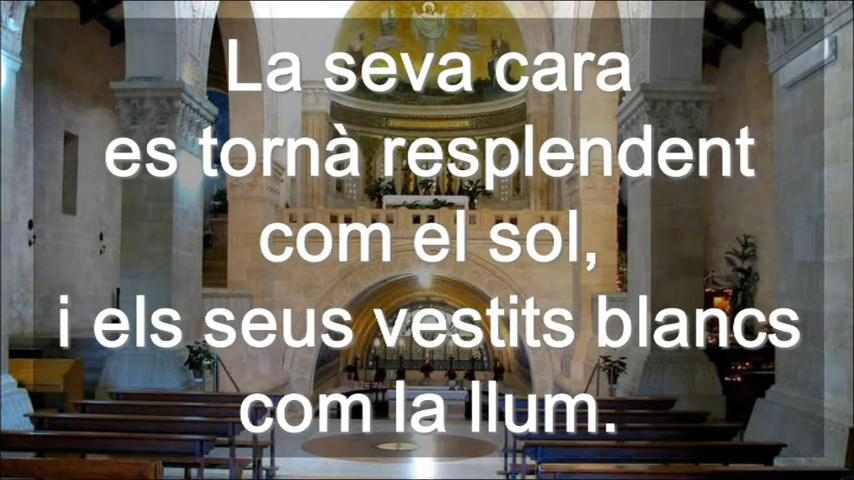 La seva cara
es tornà resplendent
com el sol,
i els seus vestits blancs
com la llum.